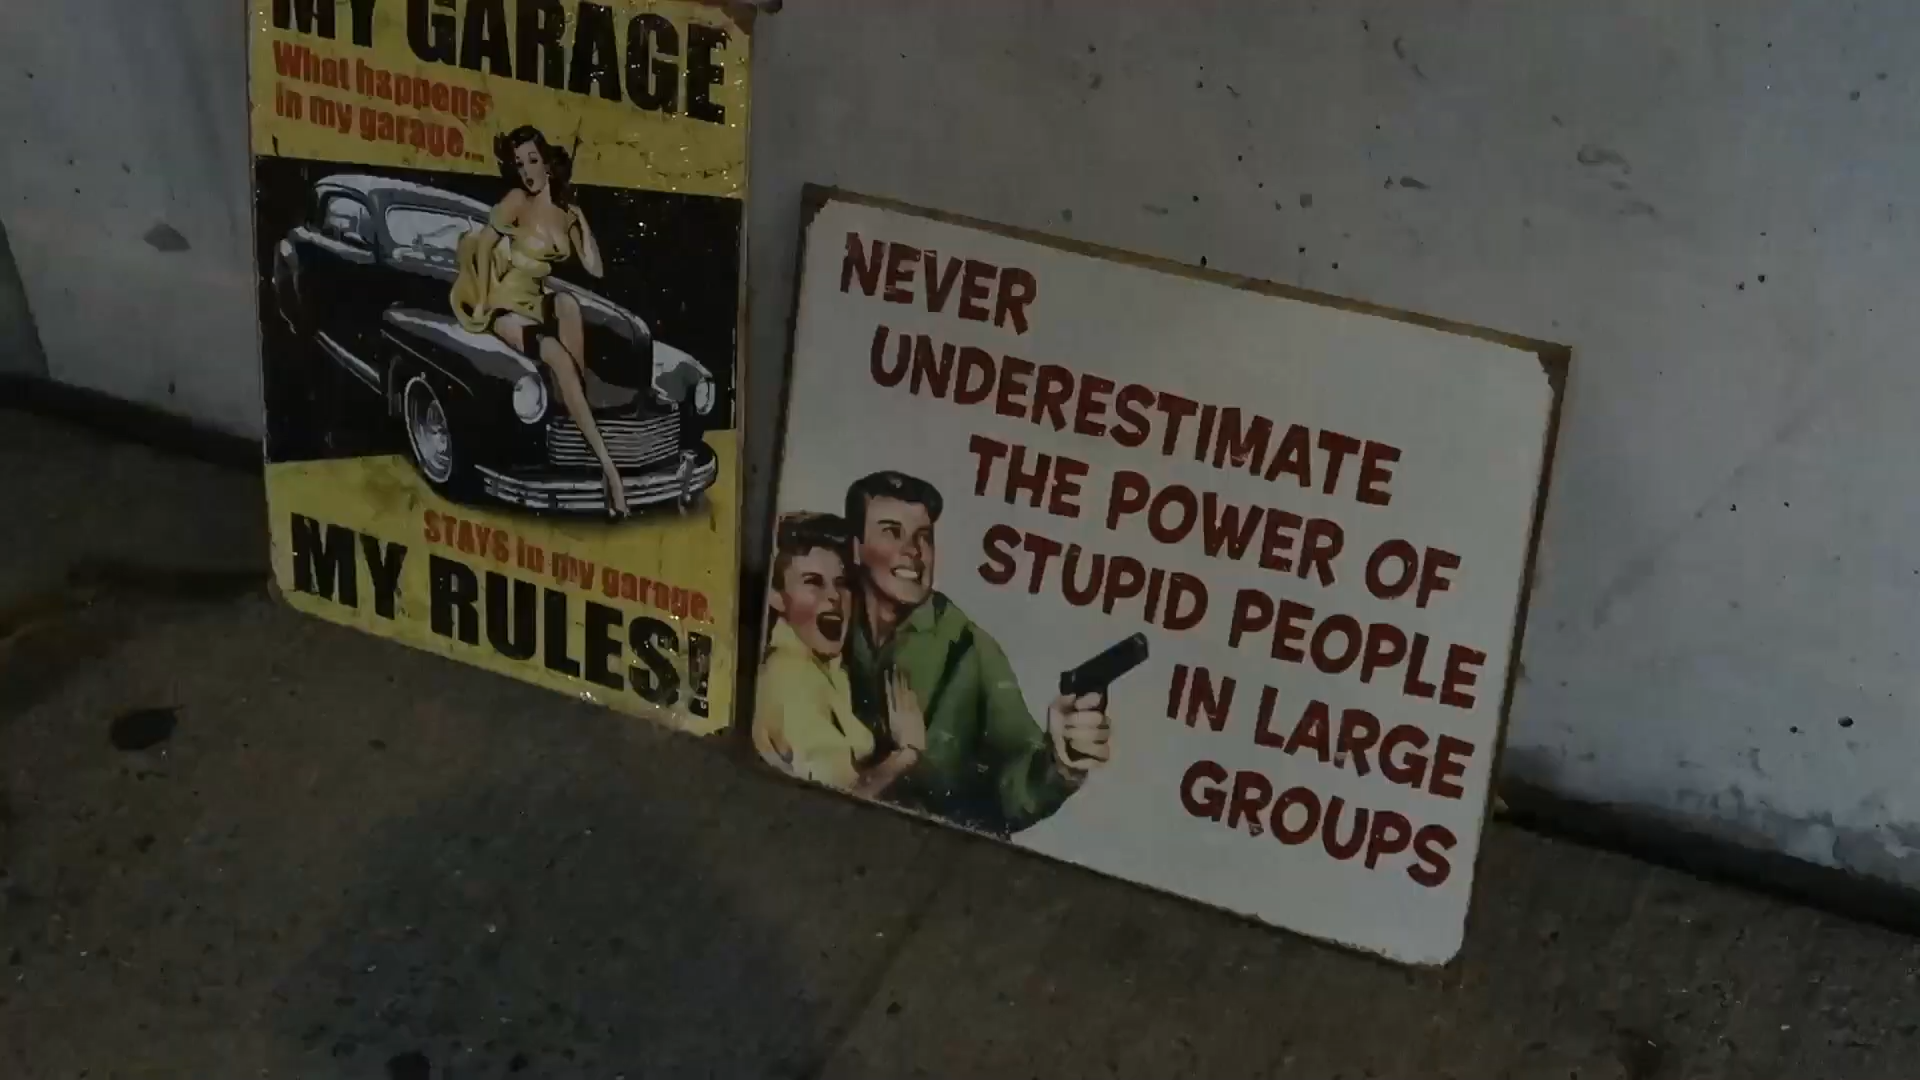 MY GARAGE
What happens
in my garage...
STAYS in my garage.
MY RULES!
NEVER
UNDERESTIMATE
THE POWER OF
STUPID PEOPLE
IN LARGE
GROUPS